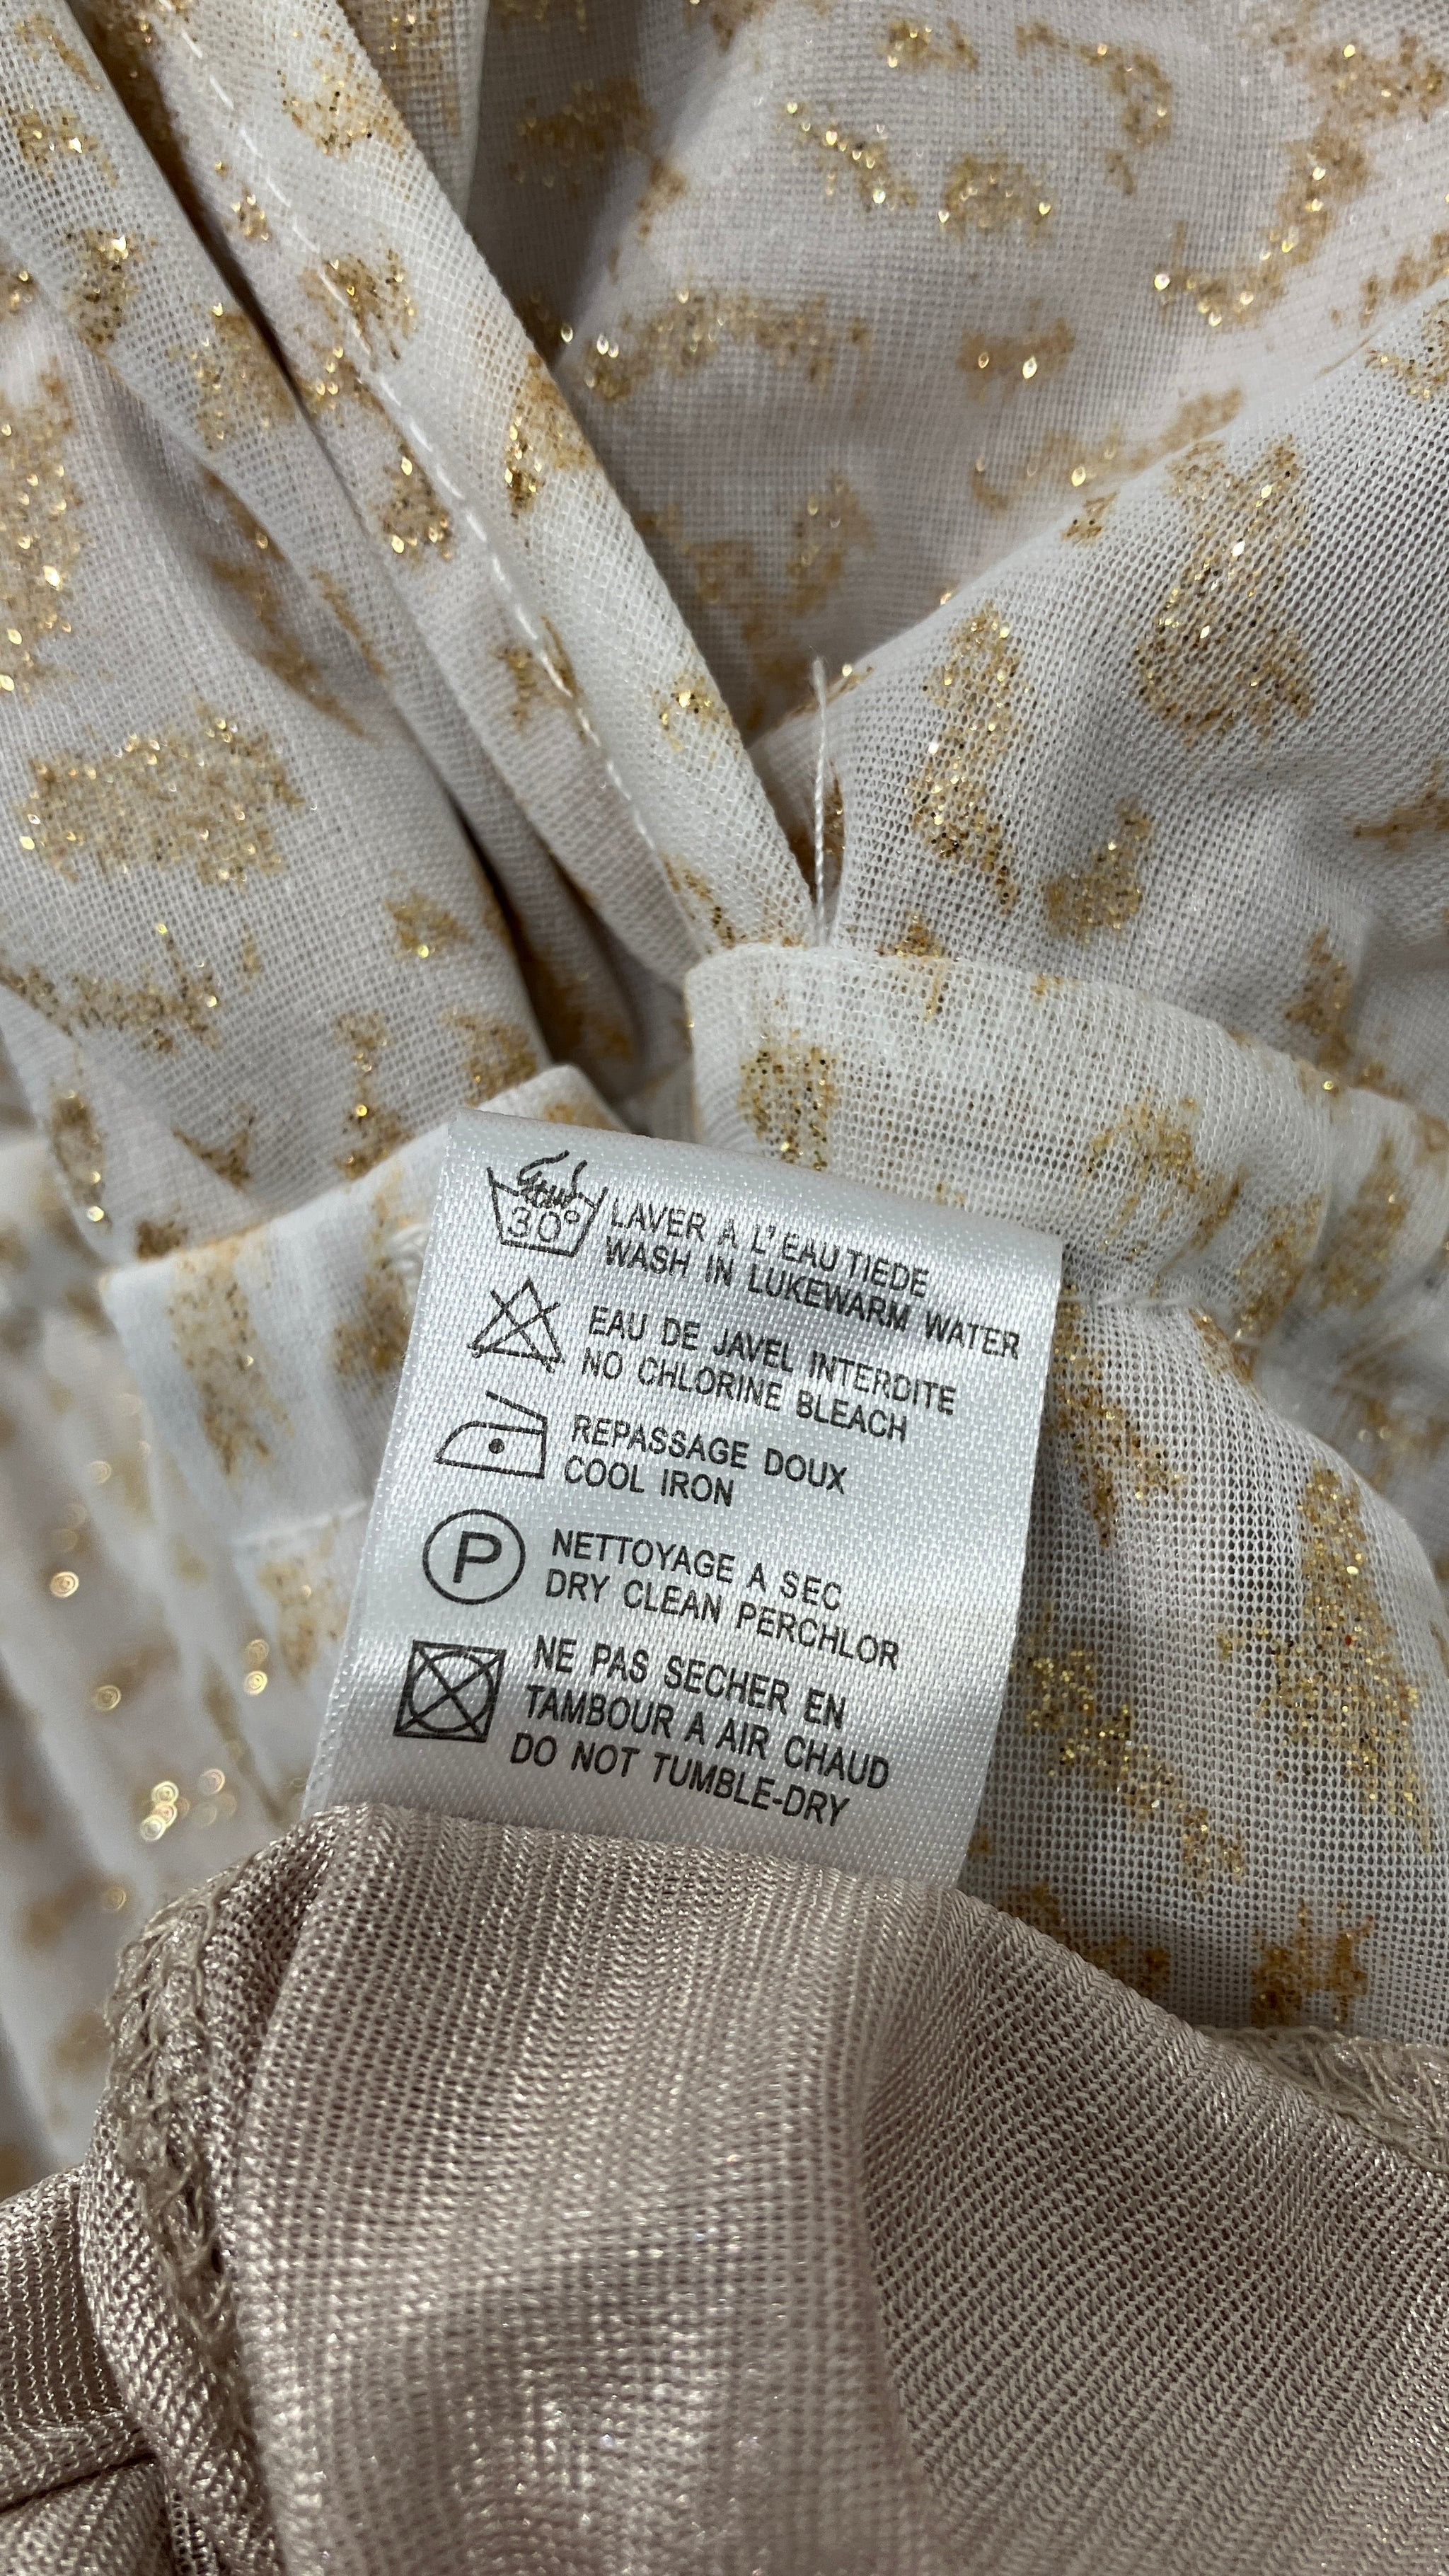 30° LAVER A L'EAU TIEDE
WASH IN LUKEWARM WATER
EAU DE JAVEL INTERDITE
NO CHLORINE BLEACH
REPASSAGE DOUX
COOL IRON
P NETTOYAGE A SEC
DRY CLEAN PERCHLOR
NE PAS SECHER EN
TAMBOUR A AIR CHAUD
DO NOT TUMBLE-DRY